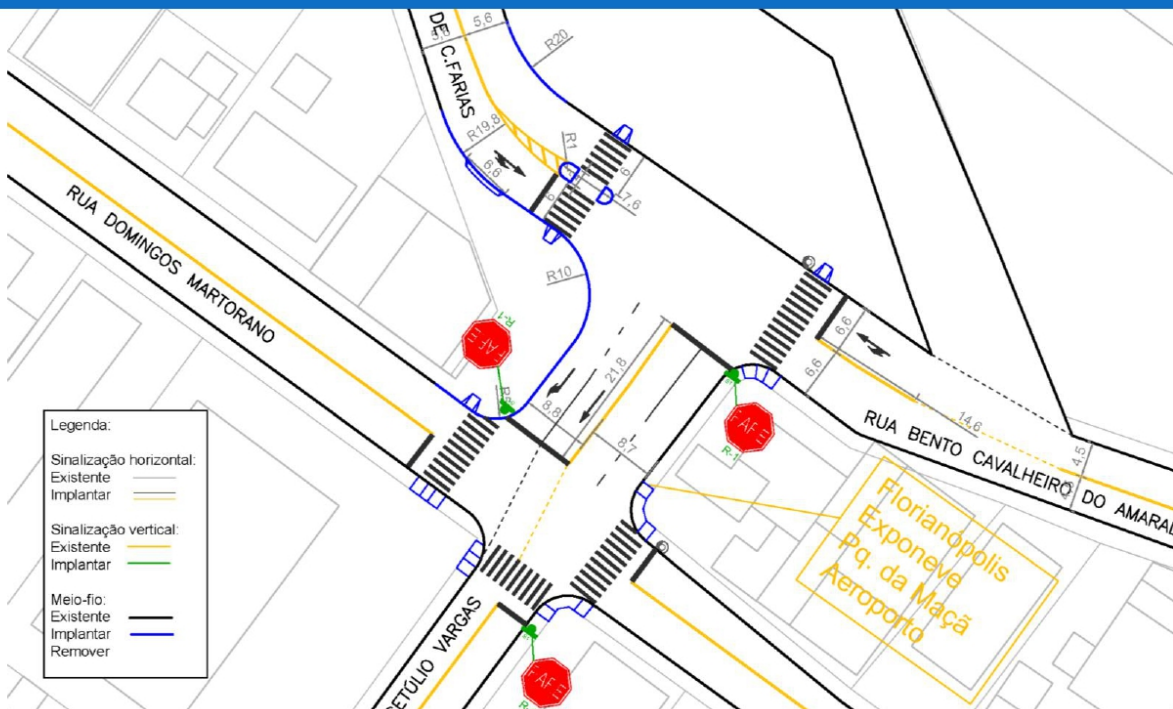 DE C.FARIAS
5,6
R20
R19,8
6,6
R1
6
7,6
R10
RUA DOMINGOS MARTORANO
R-1
21,8
8,8
8,7
6,6
6,6
14,6
4,5
RUA BENTO CAVALHEIRO DO AMARAL
R-1
Florianópolis
Exponeve
Pq. da Maçã
Aeroporto
GETÚLIO VARGAS
Legenda:
Sinalização horizontal:
Existente
Implantar
Sinalização vertical:
Existente
Implantar
Meio-fio:
Existente
Implantar
Remover